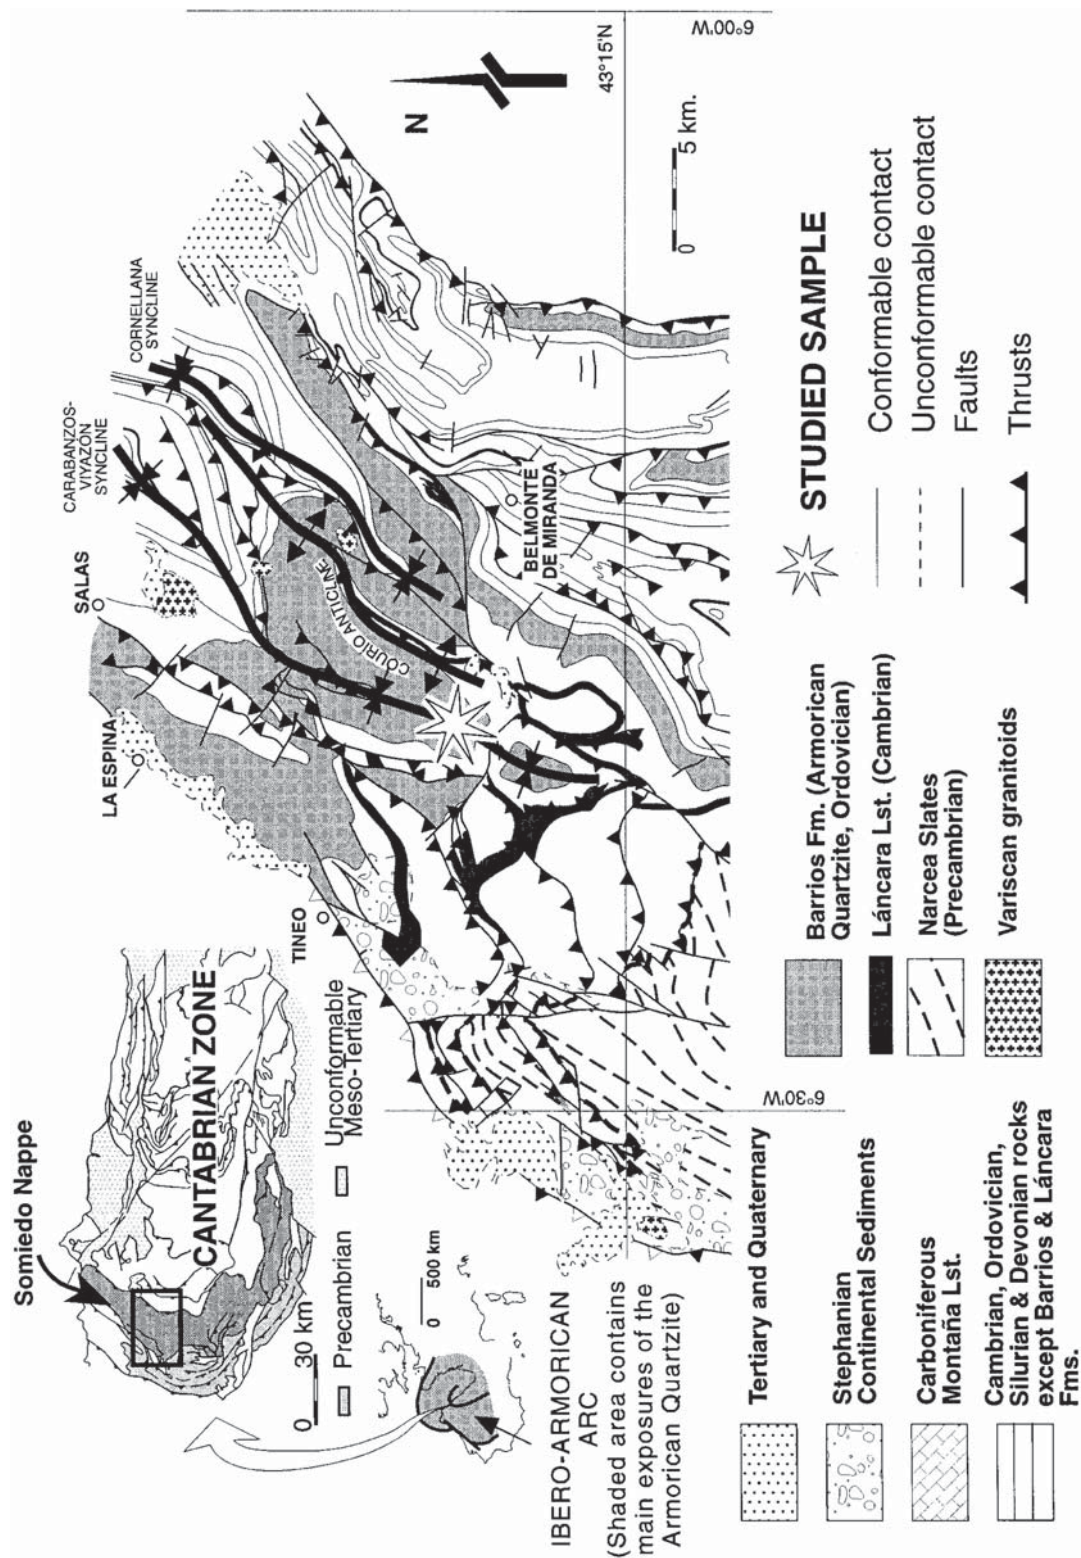 Somiedo Nappe
CANTABRIAN ZONE
0 30 km
Precambrian
Unconformable
Meso-Tertiary
0 500 km
IBERO-ARMORICAN
ARC
(Shaded area contains
main exposures of the
Armorican Quartzite)
TINEO
LA ESPINA
SALAS
CARABANZOS-
VIYAZÓN
SYNCLINE
CORNELLANA
SYNCLINE
COURIO ANTICLINE
BELMONTE
DE MIRANDA
N
43°15'N
6°00'W
6°30'W
0 5 km.
Tertiary and Quaternary
Stephanian
Continental Sediments
Carboniferous
Montaña Lst.
Cambrian, Ordovician,
Silurian & Devonian rocks
except Barrios & Láncara
Fms.
Barrios Fm. (Armorican
Quartzite, Ordovician)
Láncara Lst. (Cambrian)
Narcea Slates
(Precambrian)
Variscan granitoids
STUDIED SAMPLE
Conformable contact
Unconformable contact
Faults
Thrusts